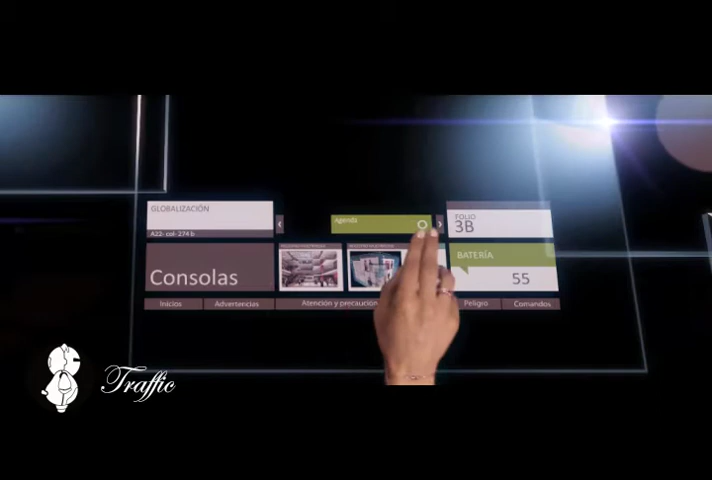 GLOBALIZACIÓN
A22- col-274 b
Agenda
FOLIO
3B
Consolas
BATERÍA
55
Inicios
Advertencias
Atención y precaución
Peligro
Comandos
Traffic